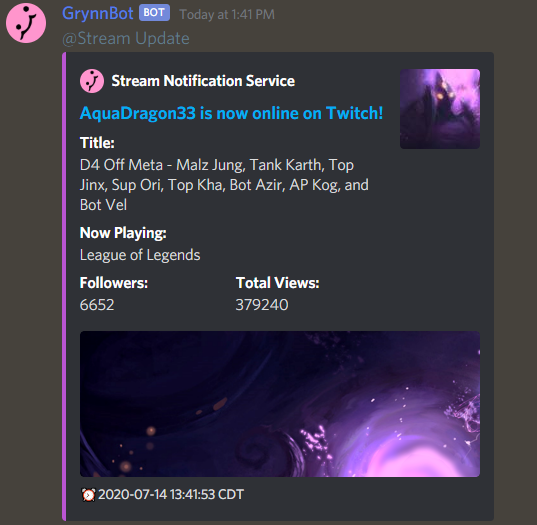 GrynnBot BOT Today at 1:41 PM
@Stream Update
Stream Notification Service
AquaDragon33 is now online on Twitch!
Title:
D4 Off Meta - Malz Jung, Tank Karth, Top
Jinx, Sup Ori, Top Kha, Bot Azir, AP Kog, and
Bot Vel
Now Playing:
League of Legends
Followers: Total Views:
6652 379240
⏰2020-07-14 13:41:53 CDT